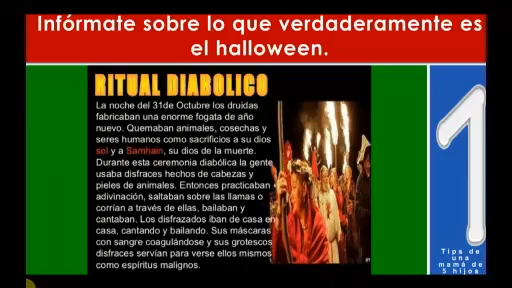 Infórmate sobre lo que verdaderamente es
el halloween.
RITUAL DIABOLICO
La noche del 31de Octubre los druidas
fabricaban una enorme fogata de año
nuevo. Quemaban animales, cosechas y
seres humanos como sacrificios a su dios
sol y a Samhain, su dios de la muerte.
Durante esta ceremonia diabólica la gente
usaba disfraces hechos de cabezas y
pieles de animales. Entonces practicaban
adivinación, saltaban sobre las llamas o
corrían a través de ellas, bailaban y
cantaban. Los disfrazados iban de casa en
casa, cantando y bailando. Sus máscaras
con sangre coagulándose y sus grotescos
disfraces servían para verse ellos mismos
como espíritus malignos.
1
Tips de
una
mamá de
5 hijos